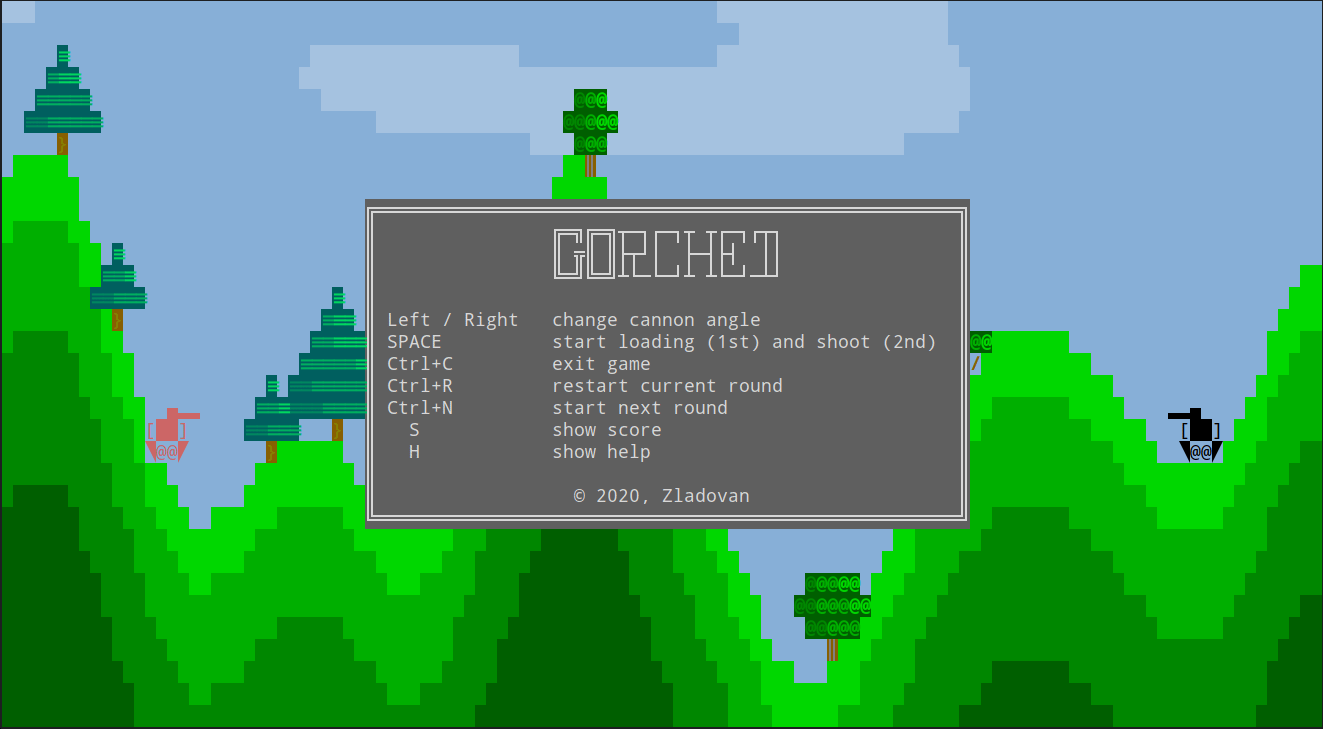 GORCHET
Left / Right change cannon angle
SPACE start loading (1st) and shoot (2nd)
Ctrl+C exit game
Ctrl+R restart current round
Ctrl+N start next round
S show score
H show help
© 2020, Zladovan